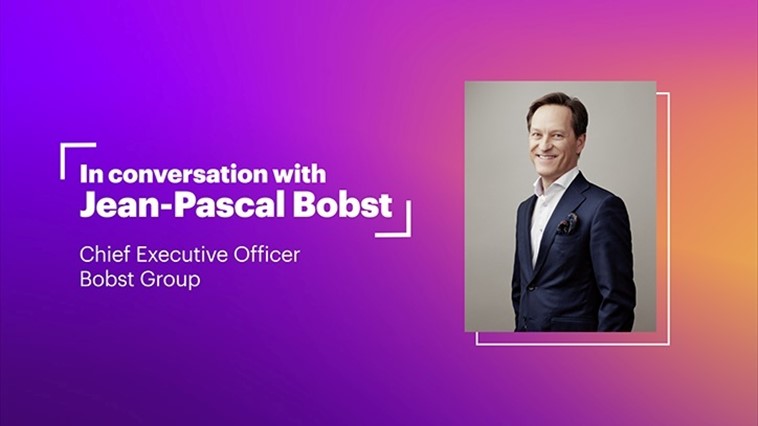 In conversation with
Jean-Pascal Bobst
Chief Executive Officer
Bobst Group